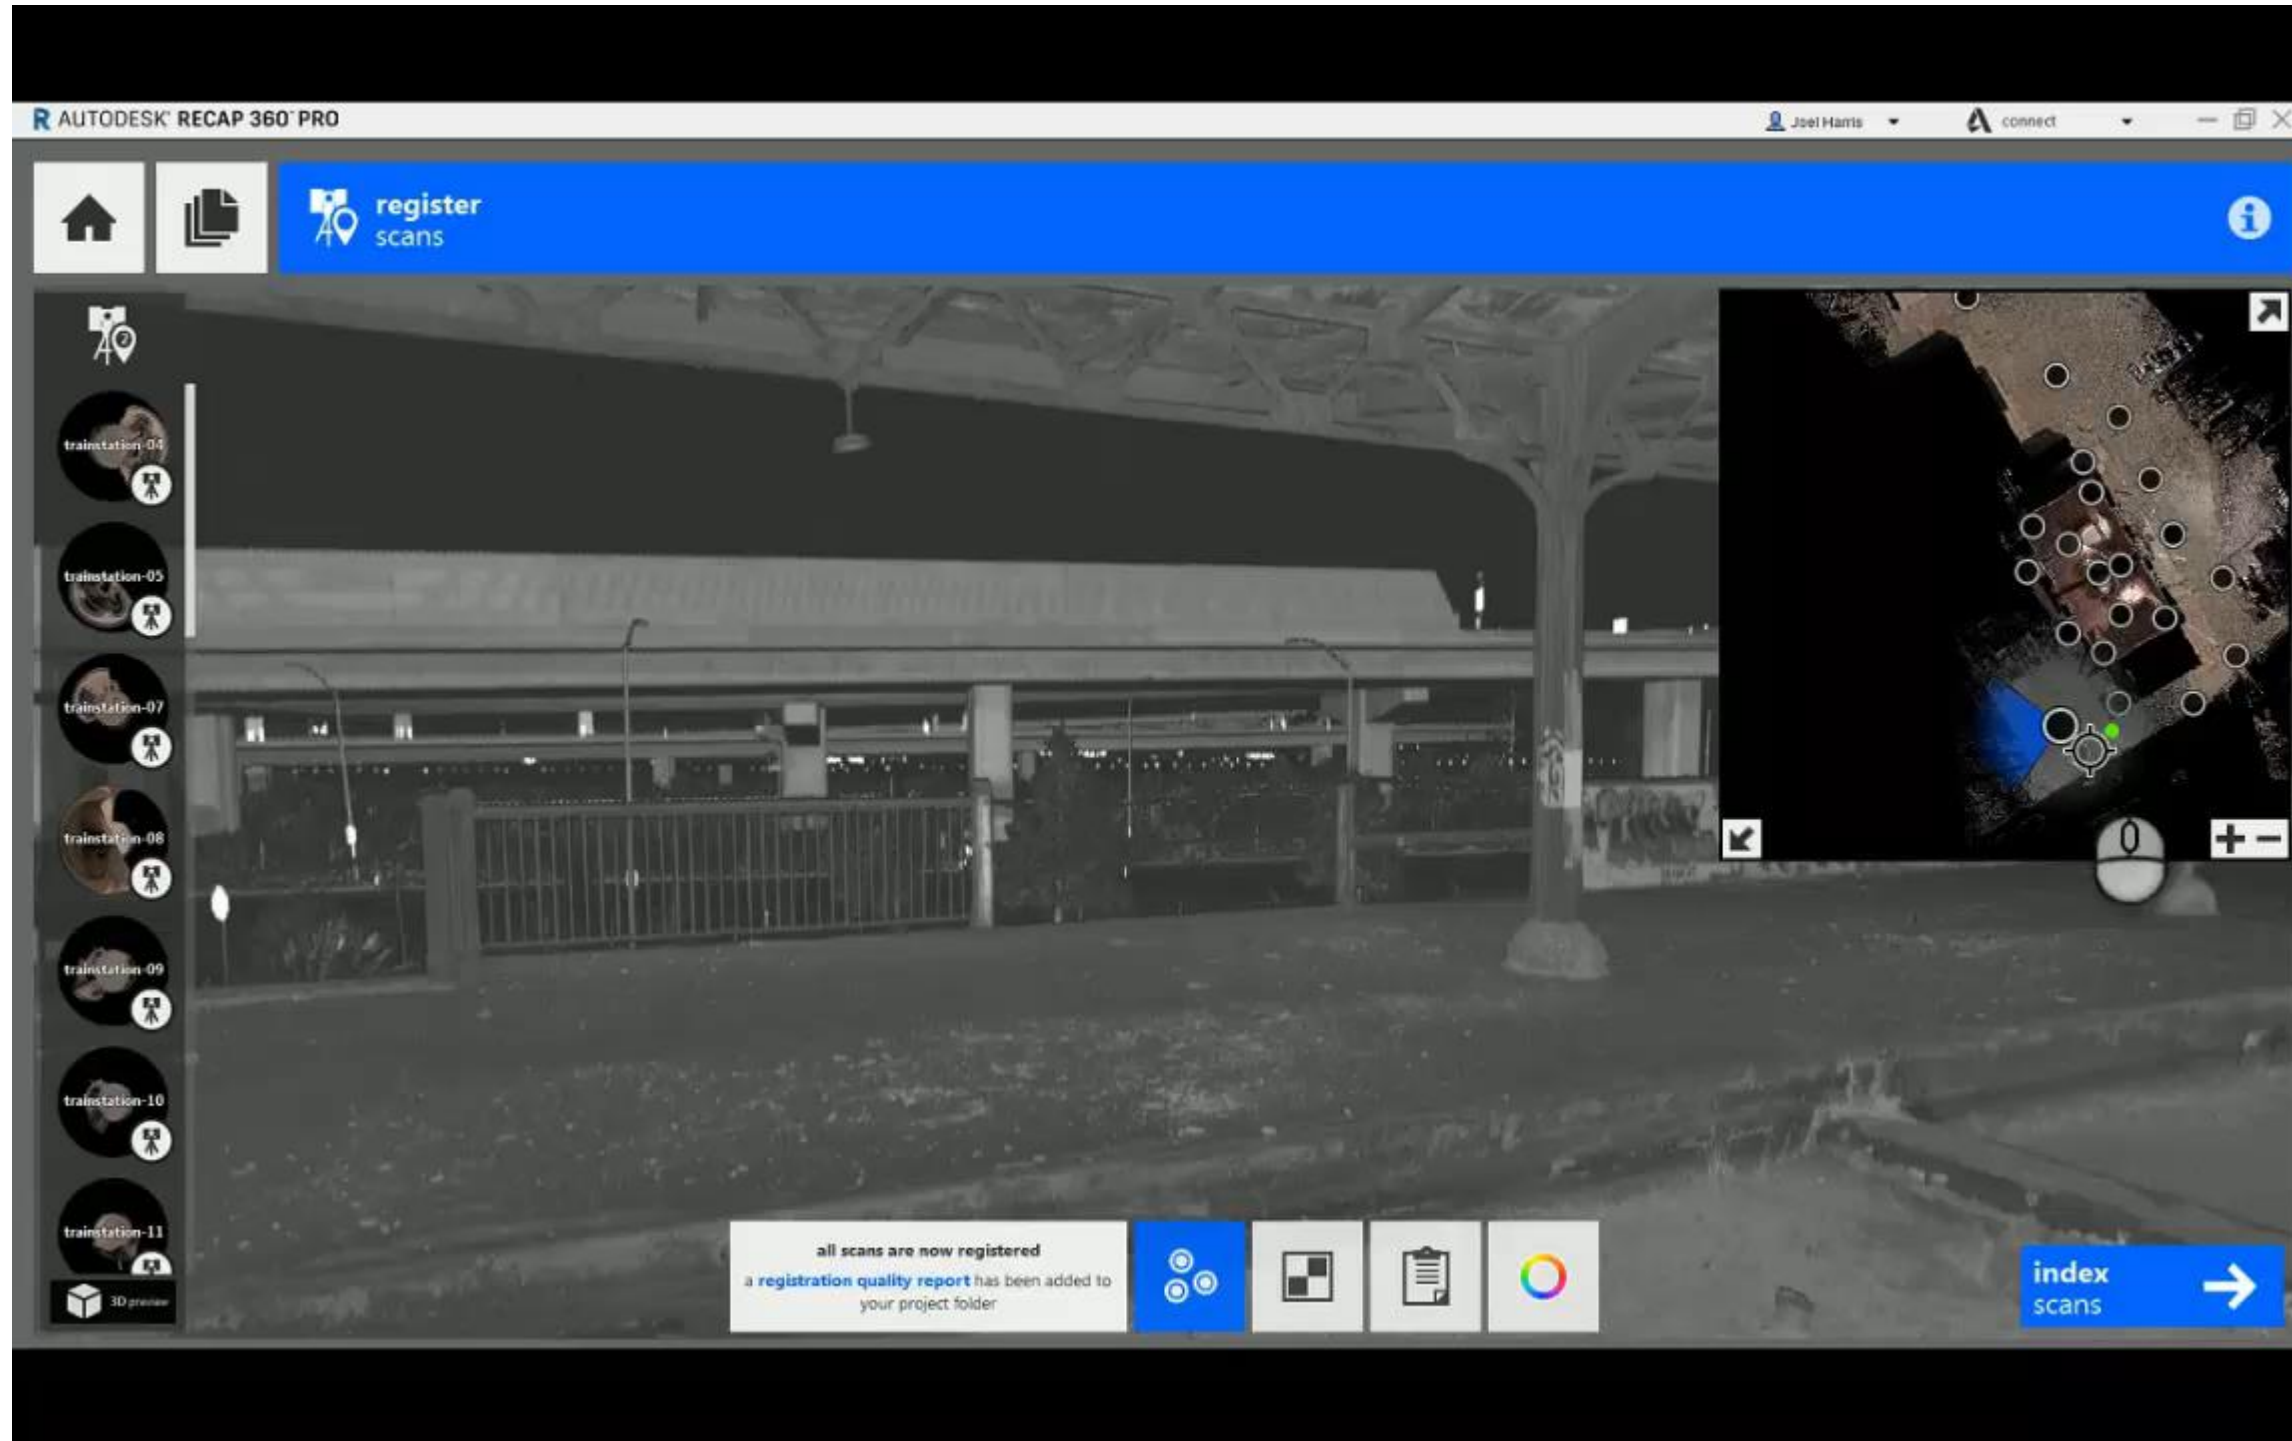 R AUTODESK® RECAP 360™ PRO
Joel Harris
connect
register
scans
trainstation-04
trainstation-05
trainstation-07
trainstation-08
trainstation-09
trainstation-10
trainstation-11
3D preview
all scans are now registered
a registration quality report has been added to
your project folder
index
scans